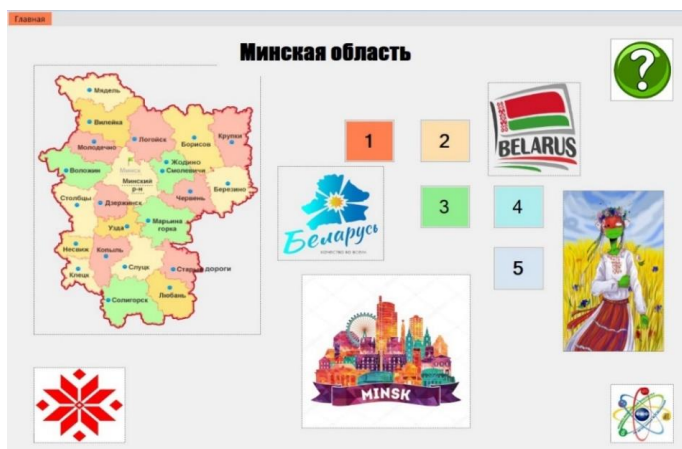 Главная
Минская область
?
Мядель
Вилейка
Логойск
Борисов
Крупки
Молодечно
Жодино
Воложин
Смолевичи
Минск
Минский
р-н
Березино
Столбцы
Дзержинск
Червень
Узда
Марьина
горка
Несвиж
Копыль
Слуцк
Старые дороги
Клецк
Любань
Солигорск
1
2
BELARUS
Беларусь
3
4
5
MINSK